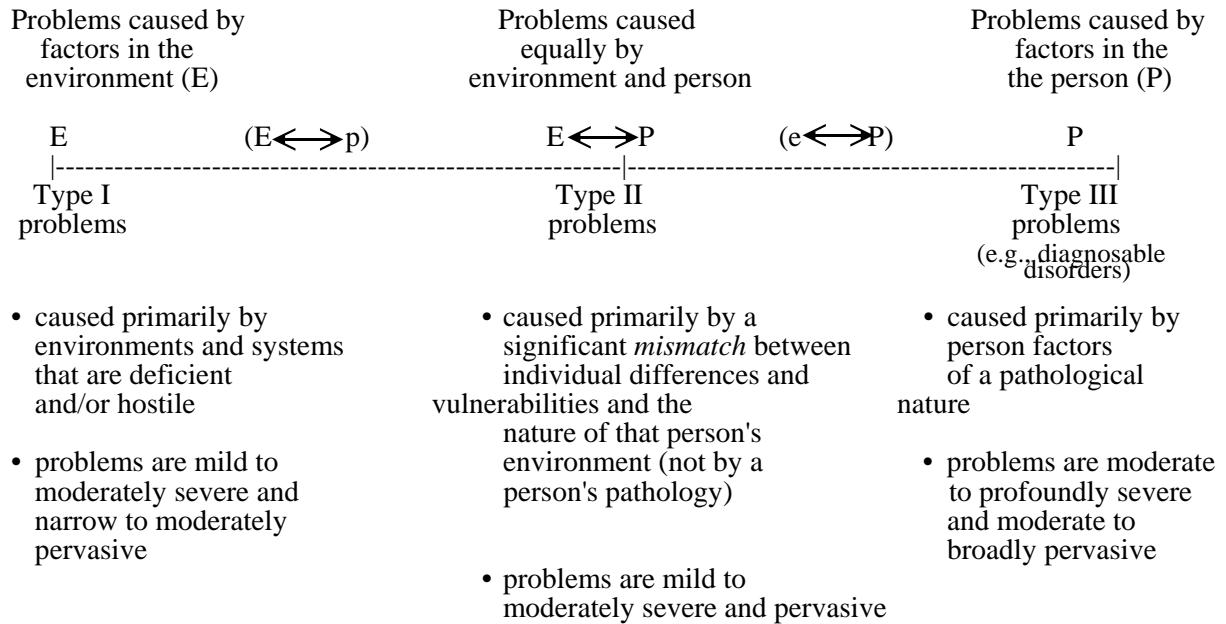 Problems caused by
factors in the
environment (E)
Problems caused
equally by
environment and person
Problems caused by
factors in the
the person (P)
E (E↔p) E↔P (e↔P) P
|--------------------------------------------------------|------------------------------------------------|
Type I
problems
Type II
problems
Type III
problems
(e.g., diagnosable
disorders)
• caused primarily by
environments and systems
that are deficient
and/or hostile
• problems are mild to
moderately severe and
narrow to moderately
pervasive
• caused primarily by a
significant mismatch between
individual differences and
vulnerabilities and the
nature of that person's
environment (not by a
person's pathology)
• problems are mild to
moderately severe and pervasive
• caused primarily by
person factors
of a pathological
nature
• problems are moderate
to profoundly severe
and moderate to
broadly pervasive